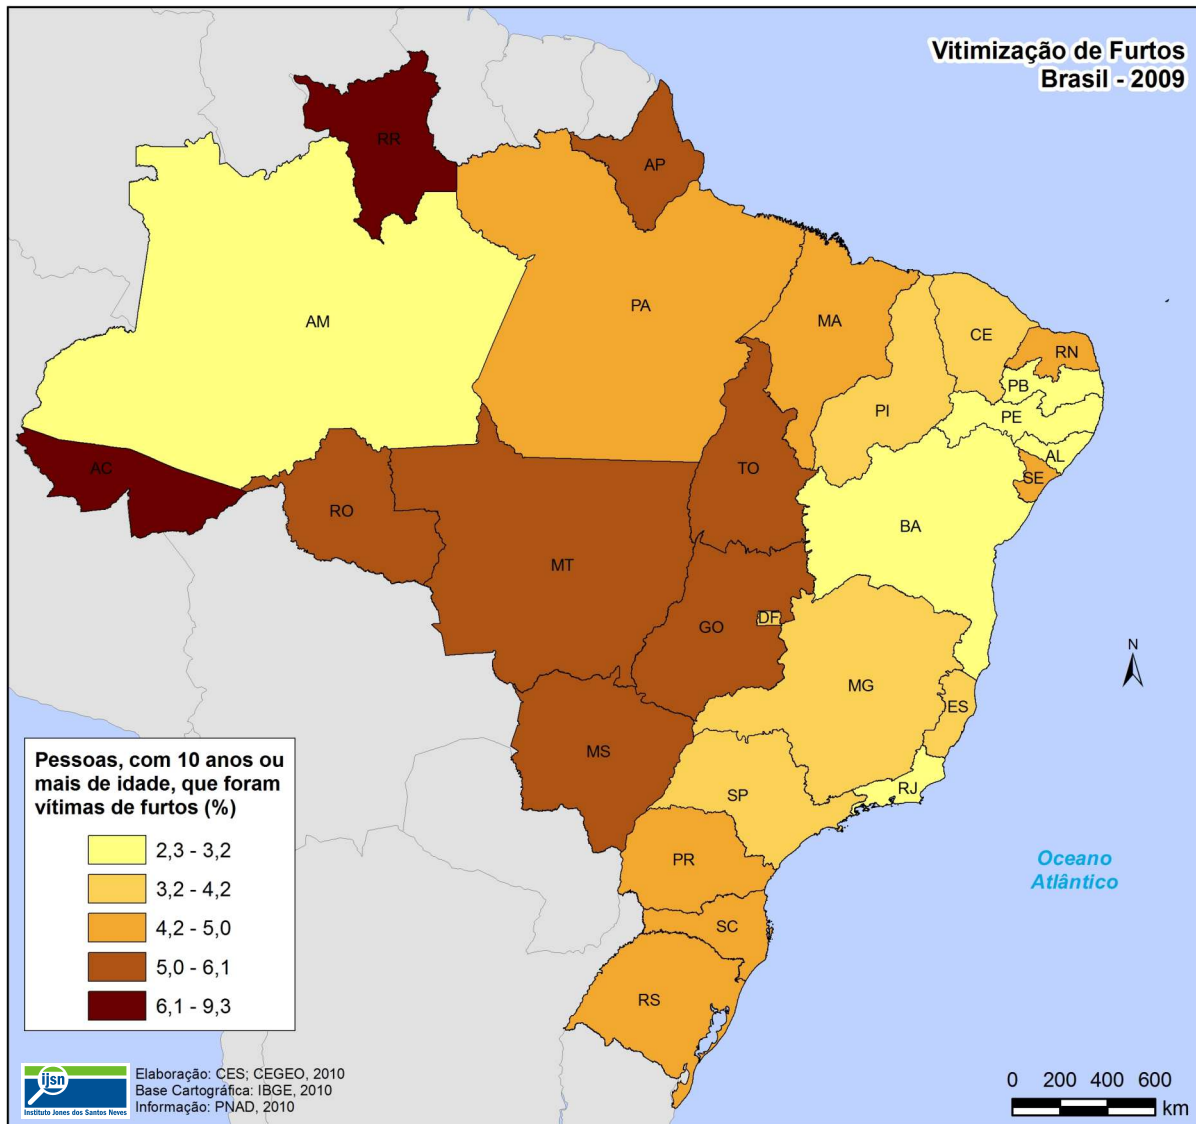 Vitimização de Furtos
Brasil - 2009
RR
AP
AM
PA
MA
CE
RN
PB
PI
PE
AL
AC
TO
SE
RO
BA
MT
GO
DF
N
MG
ES
MS
RJ
SP
PR
SC
RS
Oceano
Atlântico
Pessoas, com 10 anos ou
mais de idade, que foram
vítimas de furtos (%)
2,3 - 3,2
3,2 - 4,2
4,2 - 5,0
5,0 - 6,1
6,1 - 9,3
ijsn
Instituto Jones dos Santos Neves
Elaboração: CES; CEGEO, 2010
Base Cartográfica: IBGE, 2010
Informação: PNAD, 2010
0 200 400 600
km